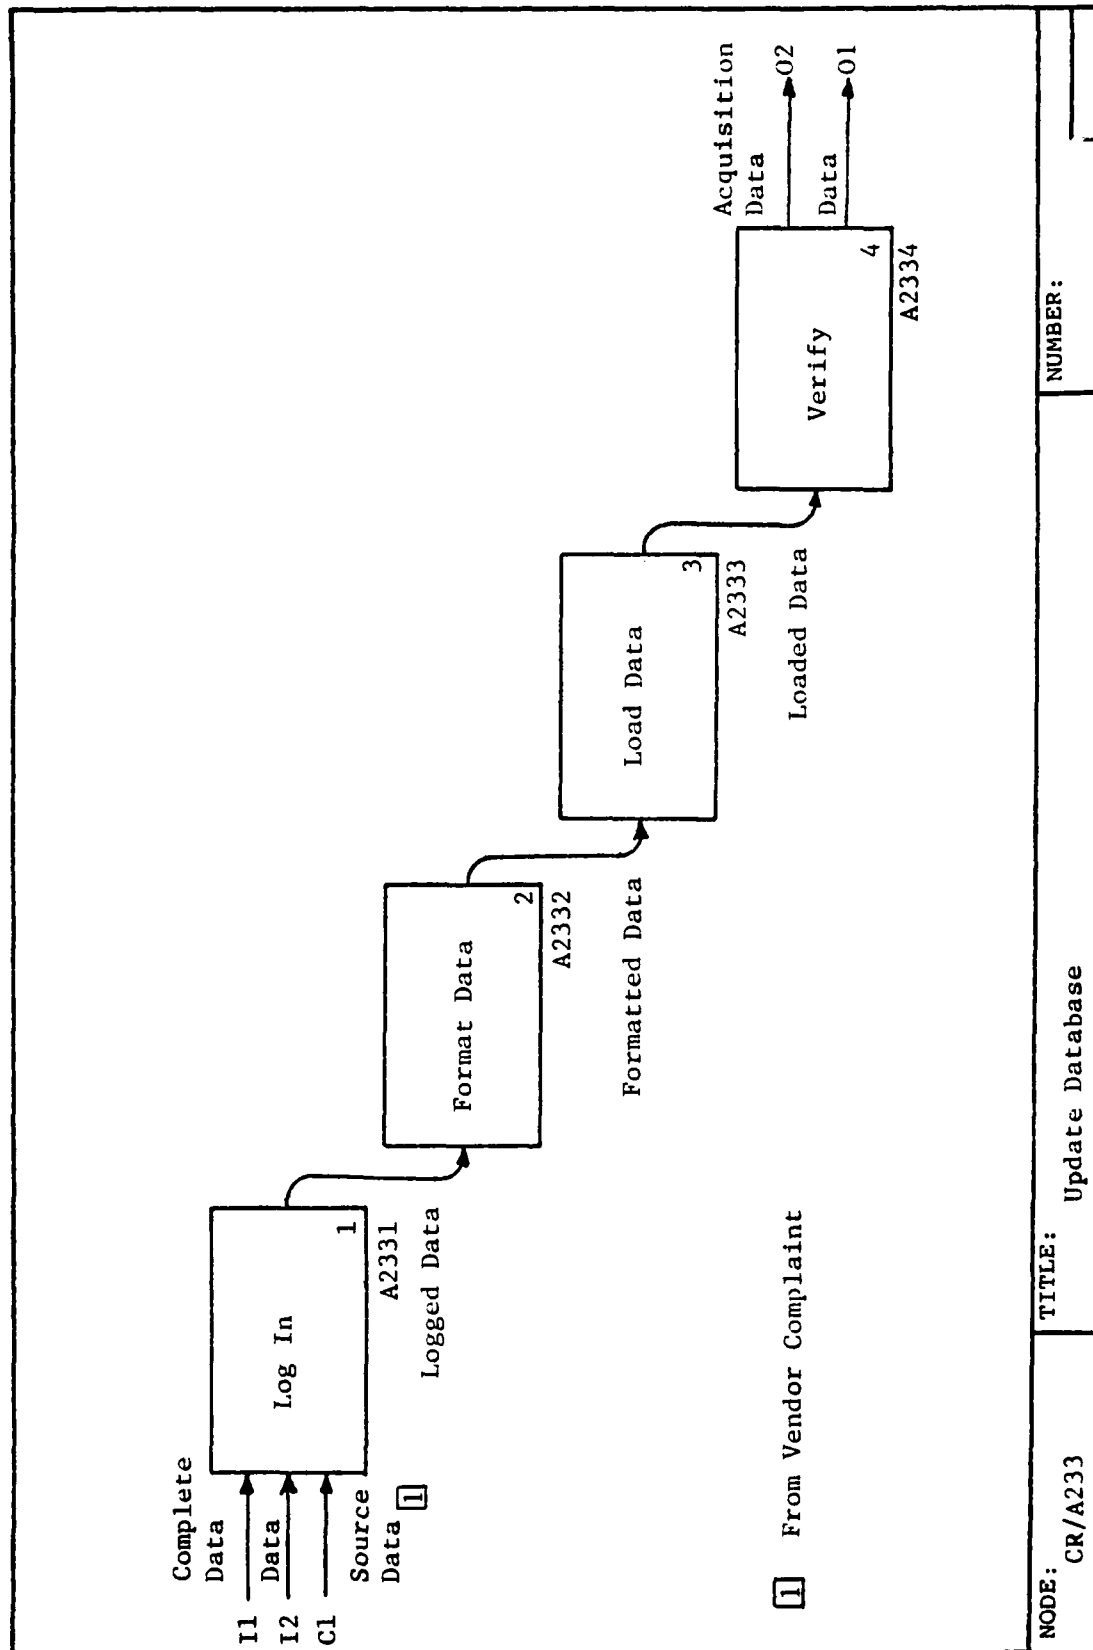 Complete
Data
I1
Data
I2
C1
Source
Data 1
Log In
1
A2331
Logged Data
Format Data
2
A2332
Formatted Data
Load Data
3
A2333
Loaded Data
Verify
4
A2334
Acquisition
Data
O2
Data
O1
1 From Vendor Complaint
NODE:
CR/A233
TITLE:
Update Database
NUMBER: